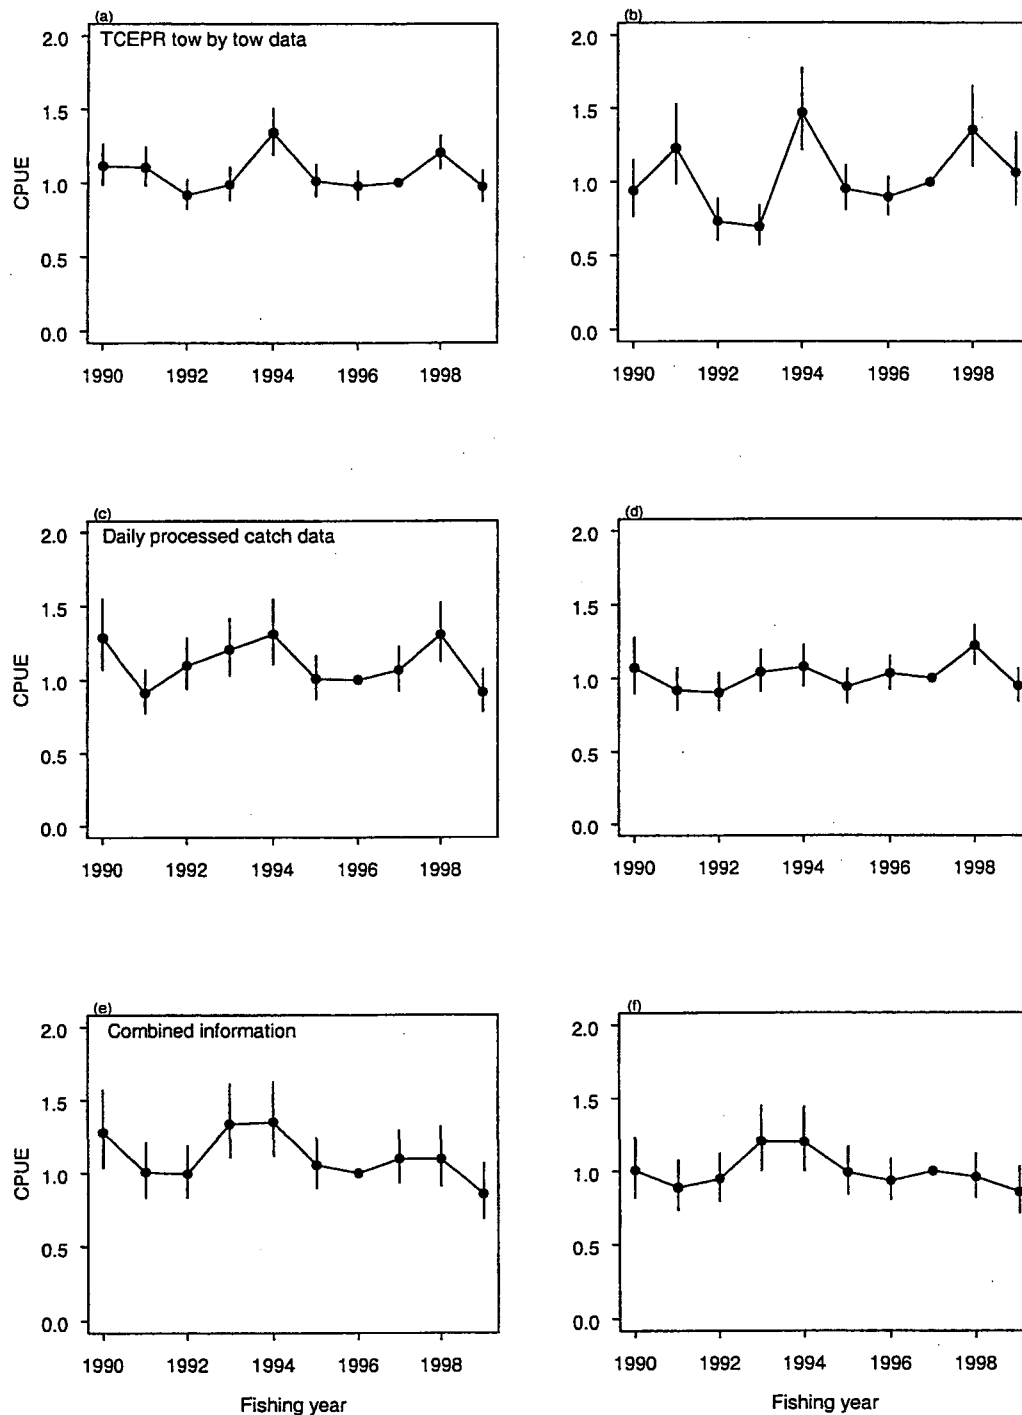 (a)
TCEPR tow by tow data
2.0
1.5
1.0
0.5
0.0
CPUE
1990 1992 1994 1996 1998
(b)
2.0
1.5
1.0
0.5
0.0
1990 1992 1994 1996 1998
(c)
Daily processed catch data
2.0
1.5
1.0
0.5
0.0
CPUE
1990 1992 1994 1996 1998
(d)
2.0
1.5
1.0
0.5
0.0
1990 1992 1994 1996 1998
(e)
Combined information
2.0
1.5
1.0
0.5
0.0
CPUE
1990 1992 1994 1996 1998
Fishing year
(f)
2.0
1.5
1.0
0.5
0.0
1990 1992 1994 1996 1998
Fishing year